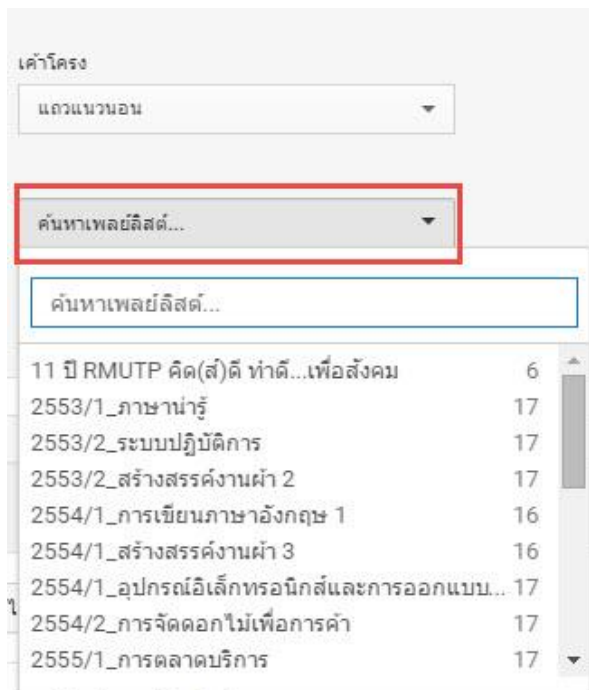 เค้าโครง
แถวแนวนอน
ค้นหาเพลย์ลิสต์...
ค้นหาเพลย์ลิสต์...
11 ปี RMUTP คิด(ส์)ดี ทำดี...เพื่อสังคม 6
2553/1_ภาษาน่ารู้ 17
2553/2_ระบบปฏิบัติการ 17
2553/2_สร้างสรรค์งานผ้า 2 17
2554/1_การเขียนภาษาอังกฤษ 1 16
2554/1_สร้างสรรค์งานผ้า 3 16
2554/1_อุปกรณ์อิเล็กทรอนิกส์และการออกแบบ... 17
2554/2_การจัดดอกไม้เพื่อการค้า 17
2555/1_การตลาดบริการ 17